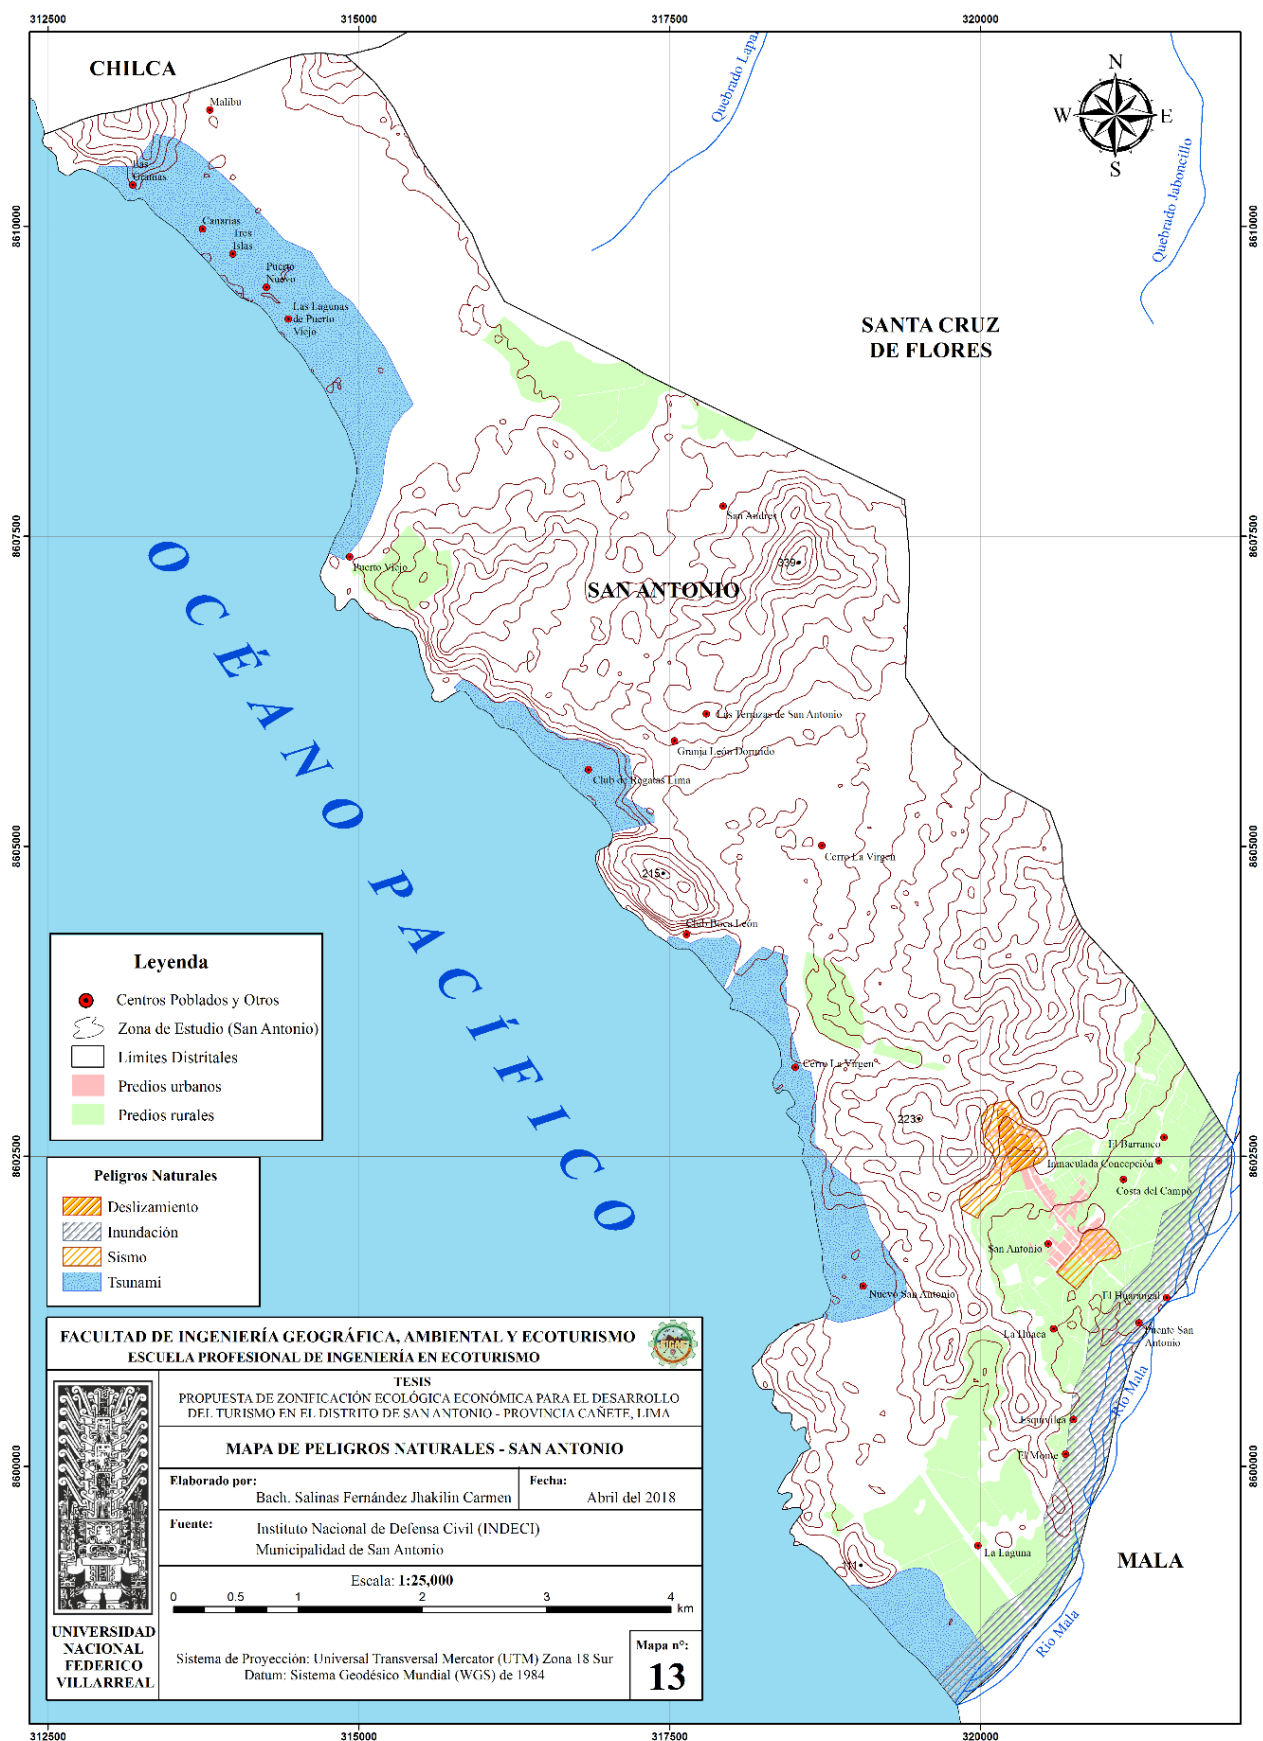 312500
315000
317500
320000
CHILCA
Malibu
Quebrado Lapa
N
W
E
S
Quebrado Jaboncillo
Las
Gramas
8610000
8610000
Canarias
Tres
Islas
Puerto
Nuevo
Las Lagunas
de Puerto
Viejo
SANTA CRUZ
DE FLORES
San Andres
8607500
8607500
339
Puerto Viejo
SAN ANTONIO
OCÉANO PACÍFICO
Las Terrazas de San Antonio
Granja León Dormido
Club de Regatas Lima
8605000
8605000
Cerro La Virgen
215
Club Boca León
Leyenda
Centros Poblados y Otros
Zona de Estudio (San Antonio)
Limites Distritales
Predios urbanos
Predios rurales
Cerro La Virgen
223
El Barranco
8602500
8602500
Inmaculada Concepción
Costa del Campo
Peligros Naturales
Deslizamiento
Inundación
Sismo
Tsunami
San Antonio
Nuevo San Antonio
El Huarangal
La Huaca
Puente San
Antonio
Río Mala
Esquivilca
El Monte
8600000
8600000
La Laguna
MALA
Río Mala
FACULTAD DE INGENIERÍA GEOGRÁFICA, AMBIENTAL Y ECOTURISMO
ESCUELA PROFESIONAL DE INGENIERÍA EN ECOTURISMO
TESIS
PROPUESTA DE ZONIFICACIÓN ECOLÓGICA ECONÓMICA PARA EL DESARROLLO
DEL TURISMO EN EL DISTRITO DE SAN ANTONIO - PROVINCIA CAÑETE, LIMA
MAPA DE PELIGROS NATURALES - SAN ANTONIO
Elaborado por:
Bach. Salinas Fernández Jhakilin Carmen
Fecha:
Abril del 2018
Fuente:
Instituto Nacional de Defensa Civil (INDECI)
Municipalidad de San Antonio
Escala: 1:25,000
0 0.5 1 2 3 4
km
UNIVERSIDAD
NACIONAL
FEDERICO
VILLARREAL
Sistema de Proyección: Universal Transversal Mercator (UTM) Zona 18 Sur
Datum: Sistema Geodésico Mundial (WGS) de 1984
Mapa n°:
13
312500
315000
317500
320000